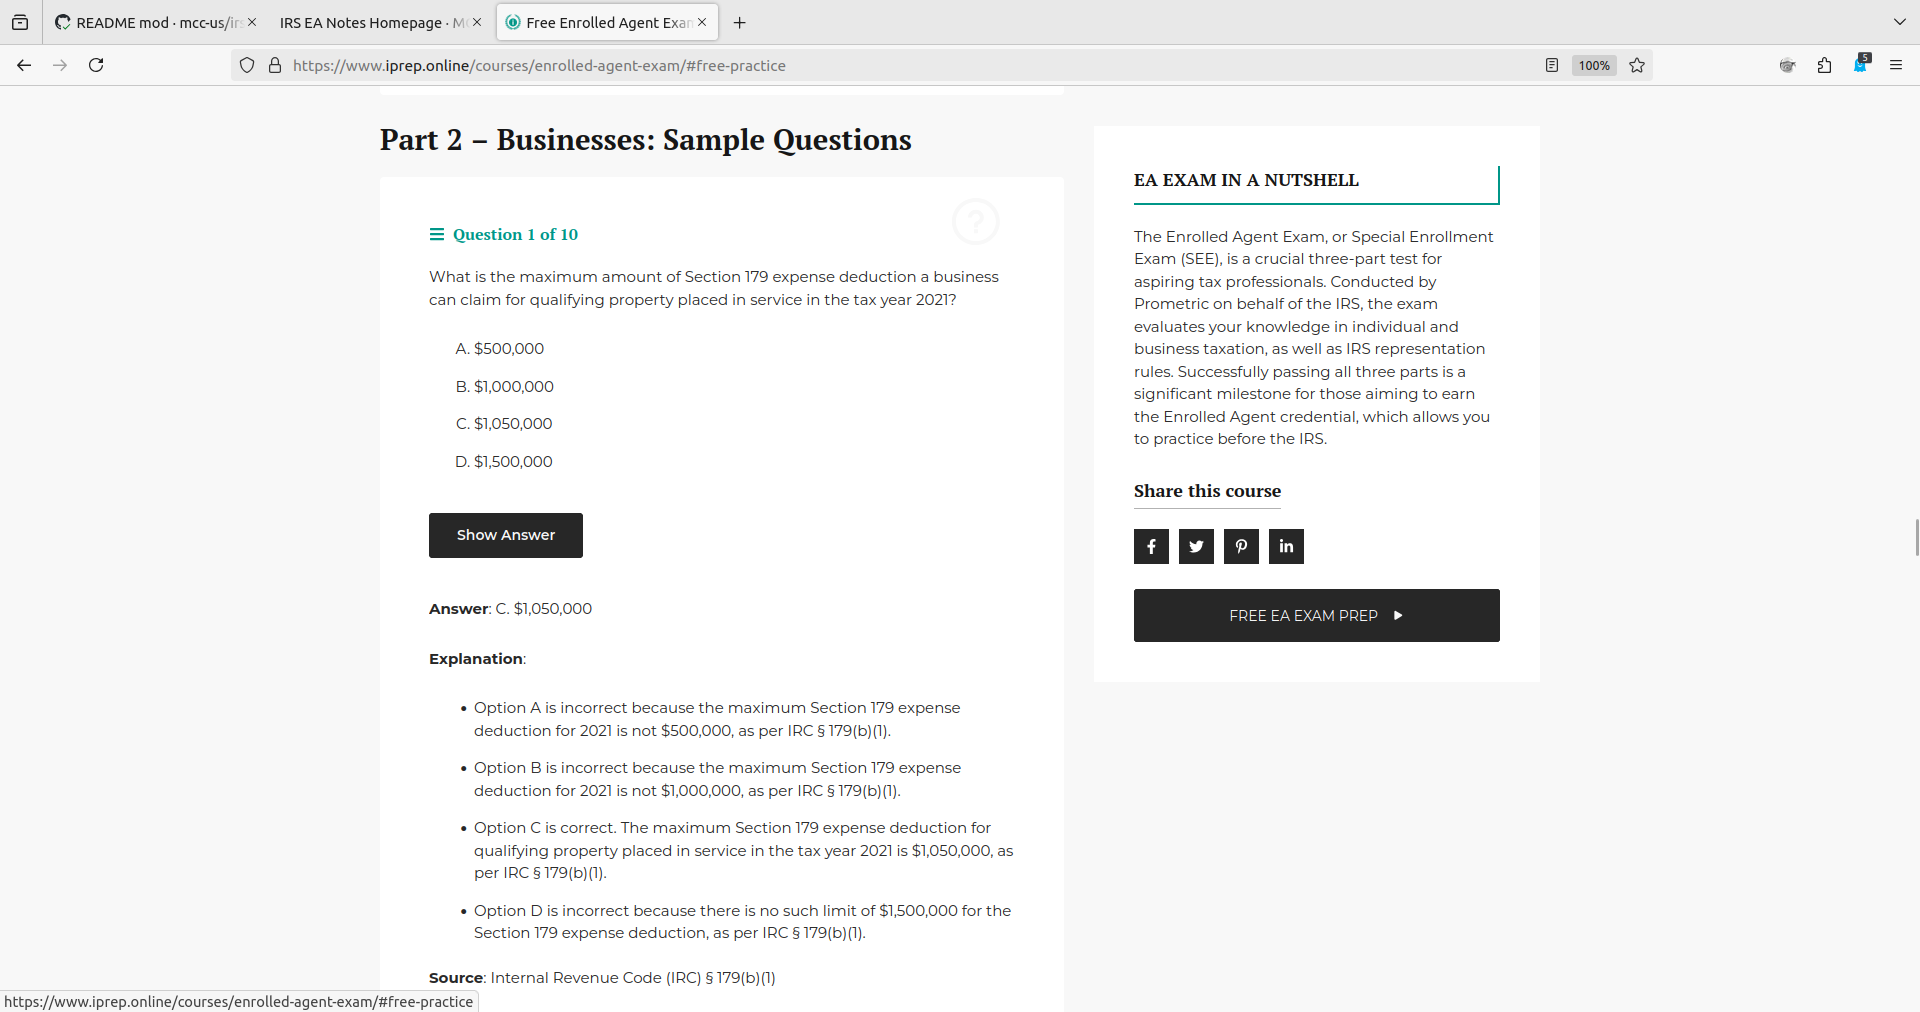 README mod · mcc-us/irs
IRS EA Notes Homepage · MC
Free Enrolled Agent Exam
https://www.iprep.online/courses/enrolled-agent-exam/#free-practice
100%
5
Part 2 – Businesses: Sample Questions
Question 1 of 10
?
What is the maximum amount of Section 179 expense deduction a business
can claim for qualifying property placed in service in the tax year 2021?
A. $500,000
B. $1,000,000
C. $1,050,000
D. $1,500,000
Show Answer
Answer: C. $1,050,000
Explanation:
• Option A is incorrect because the maximum Section 179 expense
deduction for 2021 is not $500,000, as per IRC § 179(b)(1).
• Option B is incorrect because the maximum Section 179 expense
deduction for 2021 is not $1,000,000, as per IRC § 179(b)(1).
• Option C is correct. The maximum Section 179 expense deduction for
qualifying property placed in service in the tax year 2021 is $1,050,000, as
per IRC § 179(b)(1).
• Option D is incorrect because there is no such limit of $1,500,000 for the
Section 179 expense deduction, as per IRC § 179(b)(1).
Source: Internal Revenue Code (IRC) § 179(b)(1)
EA EXAM IN A NUTSHELL
The Enrolled Agent Exam, or Special Enrollment
Exam (SEE), is a crucial three-part test for
aspiring tax professionals. Conducted by
Prometric on behalf of the IRS, the exam
evaluates your knowledge in individual and
business taxation, as well as IRS representation
rules. Successfully passing all three parts is a
significant milestone for those aiming to earn
the Enrolled Agent credential, which allows you
to practice before the IRS.
Share this course
FREE EA EXAM PREP
https://www.iprep.online/courses/enrolled-agent-exam/#free-practice